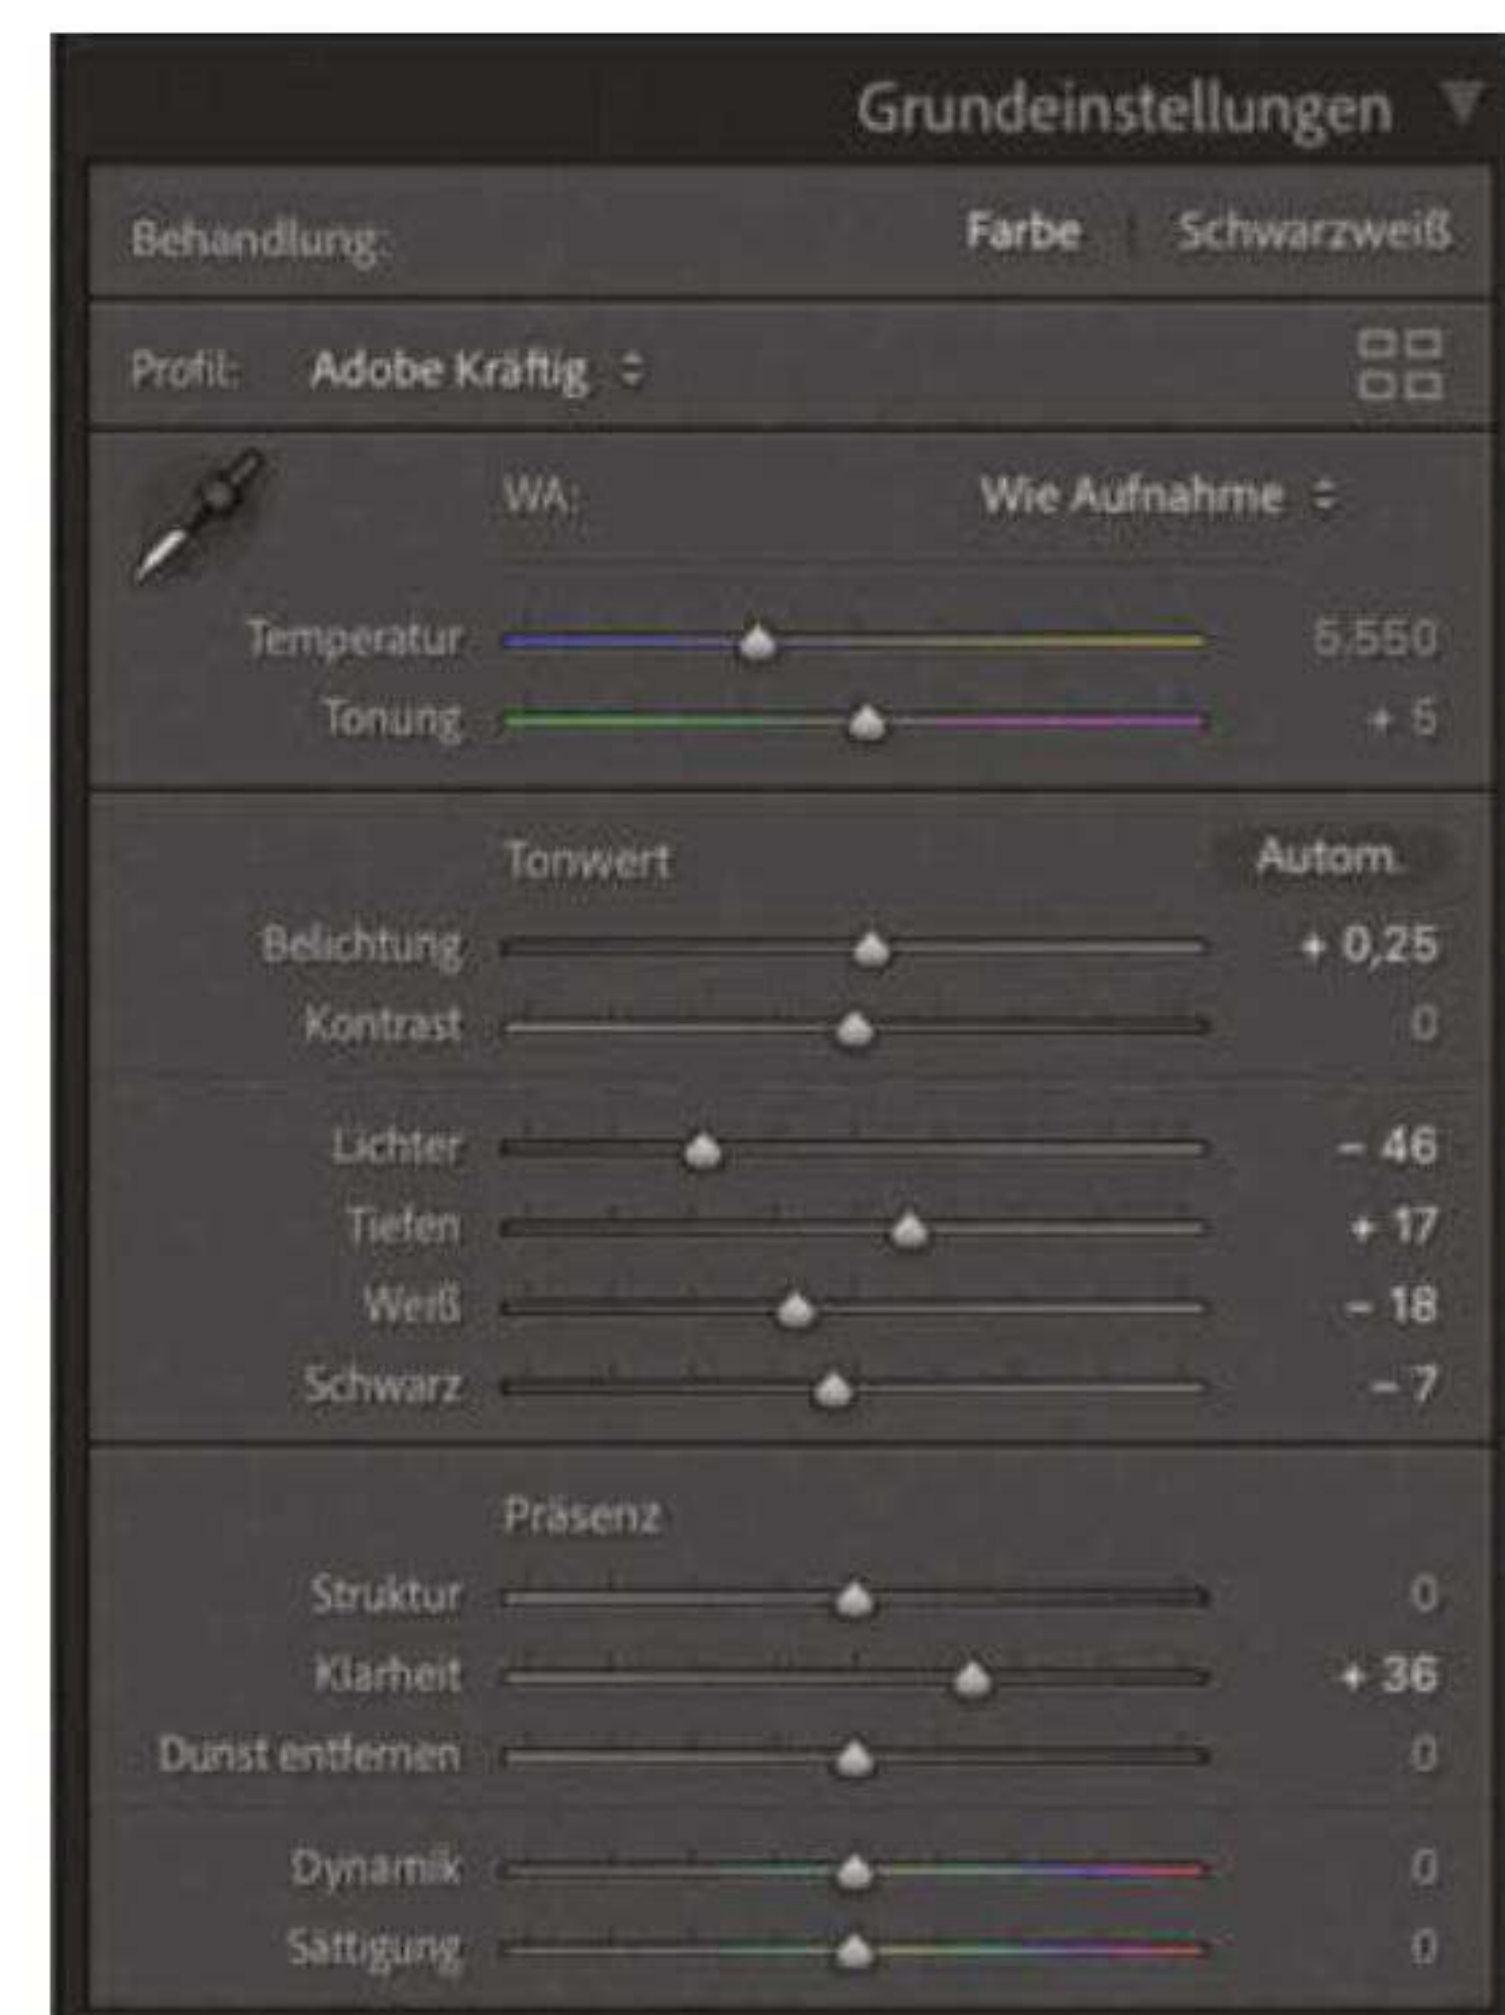 Grundeinstellungen
Behandlung: Farbe | Schwarzweiß
Profil: Adobe Kräftig
WA: Wie Aufnahme
Temperatur 5.550
Tonung + 5
Tonwert Autom.
Belichtung + 0,25
Kontrast 0
Lichter – 46
Tiefen + 17
Weiß – 18
Schwarz – 7
Präsenz
Struktur 0
Klarheit + 36
Dunst entfernen 0
Dynamik 0
Sättigung 0